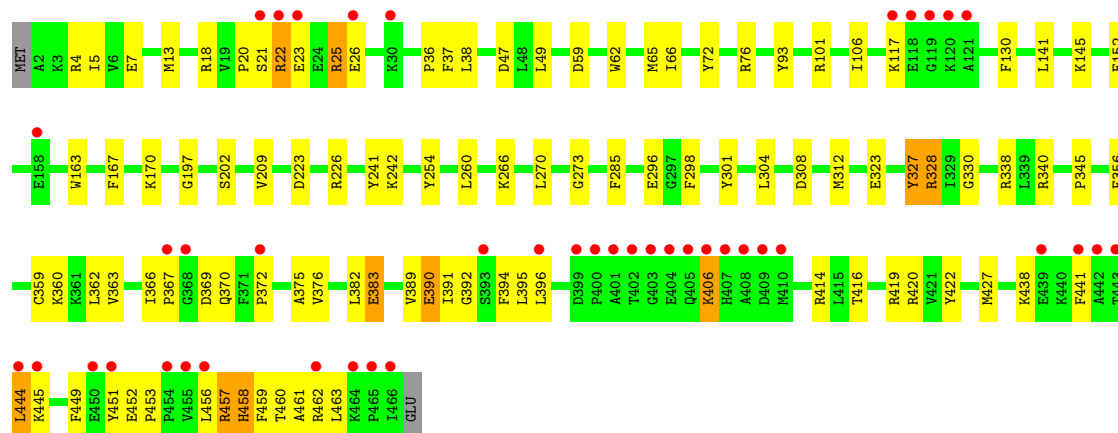 MET A2 K3 R4 I5 V6 E7 M13 R18 V19 P20 S21 R22 E23 E24 R25 E26 K30 P36 F37 L38 D47 L48 L49 D59 W62 M65 I66 Y72 R76 Y93 R101 I106 K117 E118 G119 K120 A121 F130 L141 K145
E158 W163 F167 K170 G197 S202 V209 D223 R226 Y241 K242 Y254 L260 K266 L270 G273 F285 E296 G297 F298 Y301 L304 D308 M312 E323 Y327 R328 I329 G330 R338 L339 R340 P345
C359 K360 K361 L362 V363 I366 P367 G368 D369 Q370 F371 P372 A375 V376 L382 E383 V389 E390 I391 G392 S393 F394 L395 L396 D399 P400 A401 T402 G403 E404 Q405 K406 H407 A408 D409 M410 R414 L415 T416 R419 R420 V421 Y422 M427 K438 E439 K440 F441 A442 T443
L444 K445 F449 E450 Y451 E452 P453 P454 V455 L456 R457 H458 F459 T460 A461 R462 L463 K464 P465 I466 GLU